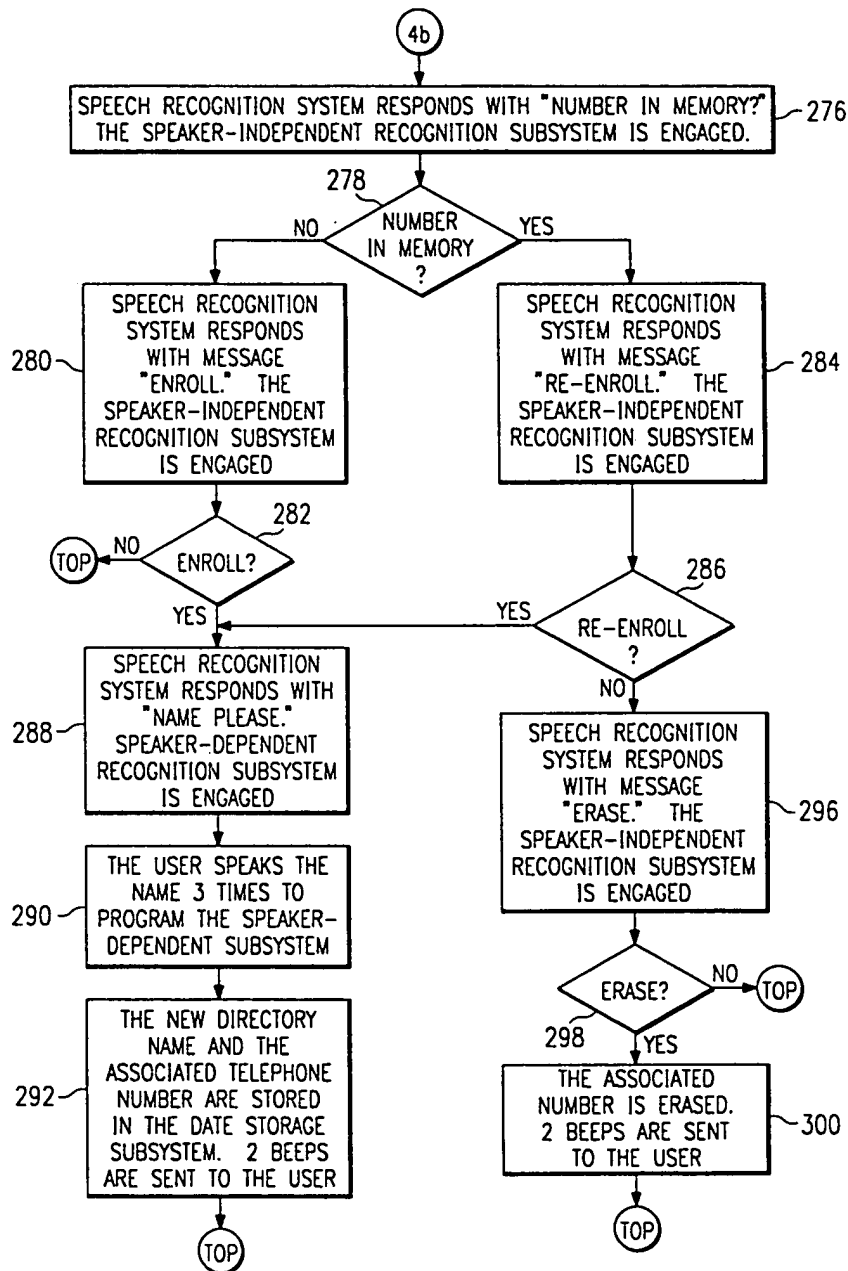 4b
SPEECH RECOGNITION SYSTEM RESPONDS WITH "NUMBER IN MEMORY?"
THE SPEAKER-INDEPENDENT RECOGNITION SUBSYSTEM IS ENGAGED.
276
278
NUMBER
IN MEMORY
?
NO
YES
SPEECH RECOGNITION
SYSTEM RESPONDS
WITH MESSAGE
"ENROLL." THE
SPEAKER-INDEPENDENT
RECOGNITION SUBSYSTEM
IS ENGAGED
280
SPEECH RECOGNITION
SYSTEM RESPONDS
WITH MESSAGE
"RE-ENROLL." THE
SPEAKER-INDEPENDENT
RECOGNITION SUBSYSTEM
IS ENGAGED
284
282
ENROLL?
NO
TOP
YES
286
RE-ENROLL
?
YES
NO
SPEECH RECOGNITION
SYSTEM RESPONDS WITH
"NAME PLEASE."
SPEAKER-DEPENDENT
RECOGNITION SUBSYSTEM
IS ENGAGED
288
SPEECH RECOGNITION
SYSTEM RESPONDS
WITH MESSAGE
"ERASE." THE
SPEAKER-INDEPENDENT
RECOGNITION SUBSYSTEM
IS ENGAGED
296
THE USER SPEAKS THE
NAME 3 TIMES TO
PROGRAM THE SPEAKER-
DEPENDENT SUBSYSTEM
290
ERASE?
NO
TOP
298
YES
THE NEW DIRECTORY
NAME AND THE
ASSOCIATED TELEPHONE
NUMBER ARE STORED
IN THE DATE STORAGE
SUBSYSTEM. 2 BEEPS
ARE SENT TO THE USER
292
THE ASSOCIATED
NUMBER IS ERASED.
2 BEEPS ARE SENT
TO THE USER
300
TOP
TOP